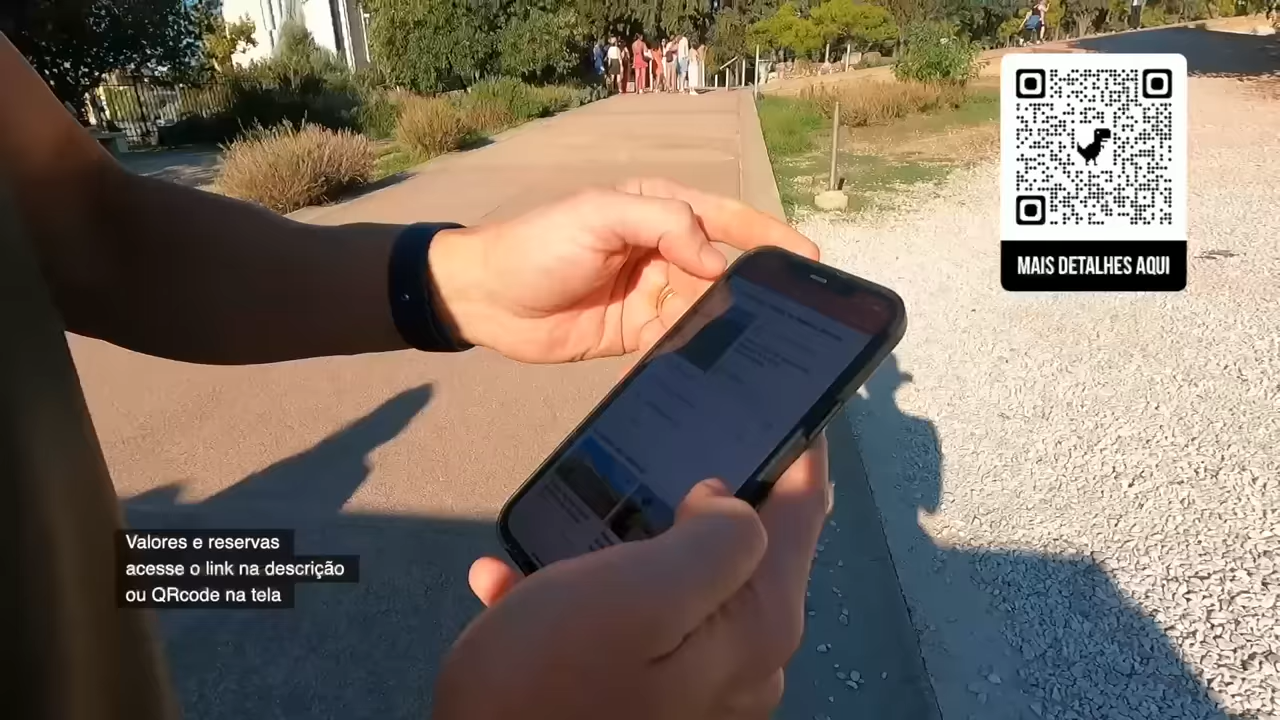 MAIS DETALHES AQUI
Valores e reservas
acesse o link na descrição
ou QRcode na tela